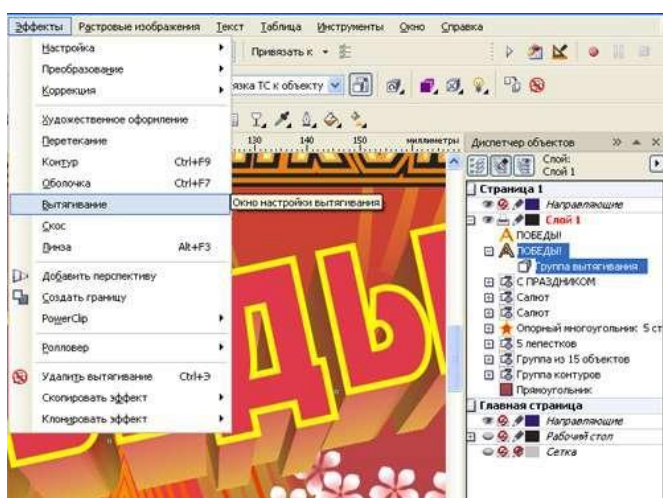 Эффекты Растровые изображения Текст Таблица Инструменты Окно Справка
Настройка
Преобразование
Коррекция
Художественное оформление
Перетекание
Контур Ctrl+F9
Оболочка Ctrl+F7
Вытягивание
Скос
Линза Alt+F3
Добавить перспективу
Создать границу
PowerClip
Ролловер
Удалить вытягивание Ctrl+Э
Скопировать эффект
Клонировать эффект
Привязать к
язка ТС к объекту
130 140 150 миллиметры
Окно настройки вытягивания
ДЫ
Диспетчер объектов
Слой:
Слой 1
Страница 1
Направляющие
Слой 1
ПОБЕДЫ!
ПОБЕДЫ!
Группа вытягивания
С ПРАЗДНИКОМ
Салют
Салют
Опорный многоугольник 5 ст
5 лепестков
Группа из 15 объектов
Группа контуров
Прямоугольник
Главная страница
Направляющие
Рабочий стол
Сетка